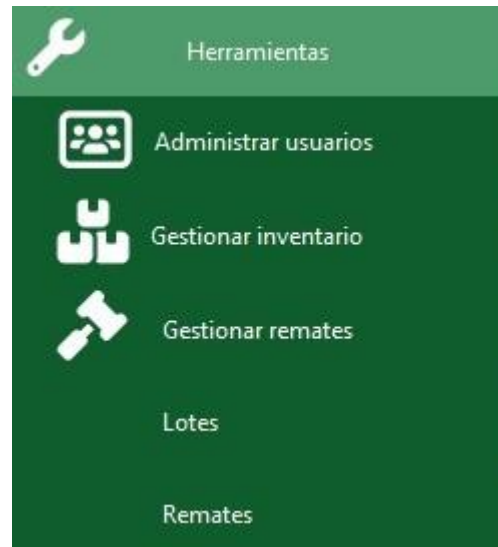 Herramientas
Administrar usuarios
Gestionar inventario
Gestionar remates
Lotes
Remates